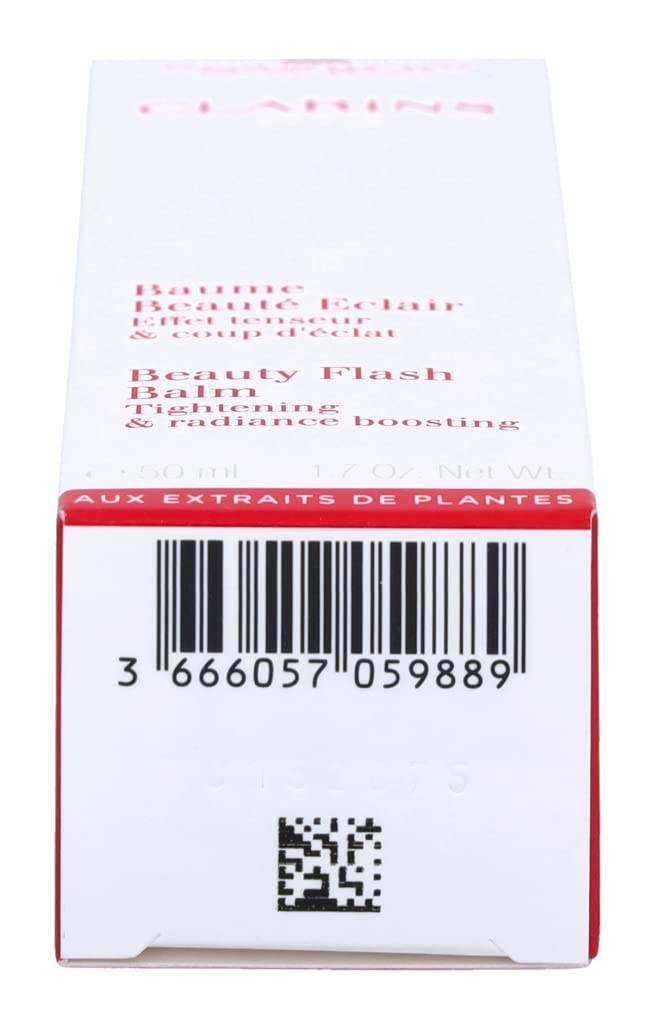 CLARINS
Baume
Beauté Eclair
Effet tenseur
& coup d'éclat
Beauty Flash
Balm
Tightening
& radiance boosting
50 ml 1.7 Oz. Net Wt.
AUX EXTRAITS DE PLANTES
3 666057 059889